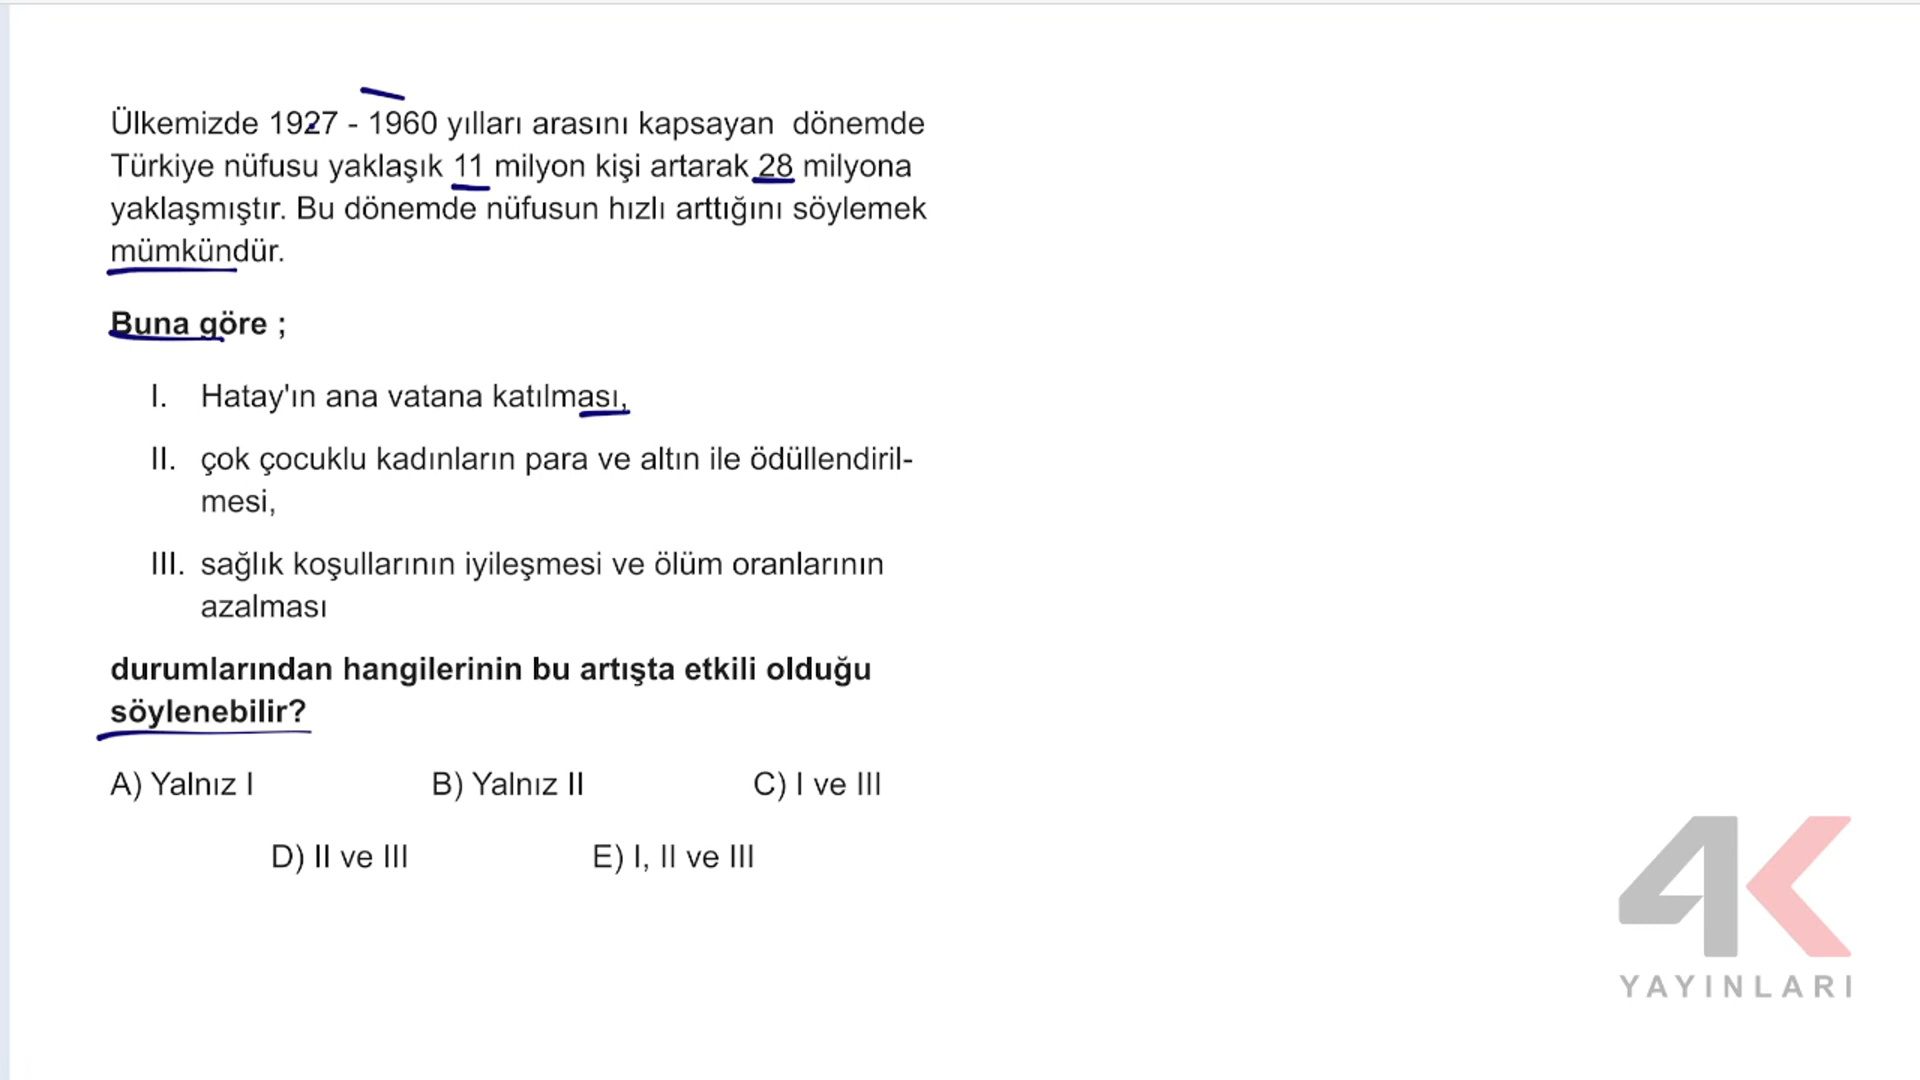 Ülkemizde 1927 - 1960 yılları arasını kapsayan dönemde
Türkiye nüfusu yaklaşık 11 milyon kişi artarak 28 milyona
yaklaşmıştır. Bu dönemde nüfusun hızlı arttığını söylemek
mümkündür.
Buna göre ;
I. Hatay'ın ana vatana katılması,
II. çok çocuklu kadınların para ve altın ile ödüllendiril-
mesi,
III. sağlık koşullarının iyileşmesi ve ölüm oranlarının
azalması
durumlarından hangilerinin bu artışta etkili olduğu
söylenebilir?
A) Yalnız I B) Yalnız II C) I ve III
D) II ve III E) I, II ve III
4K
YAYINLARI